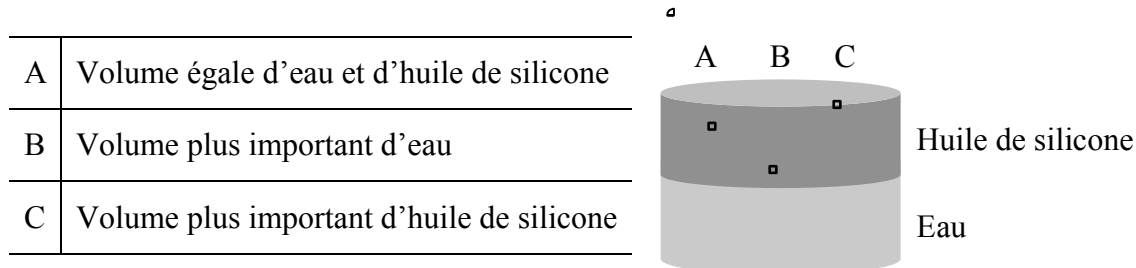 A Volume égale d’eau et d’huile de silicone
B Volume plus important d’eau
C Volume plus important d’huile de silicone
A B C
Huile de silicone
Eau